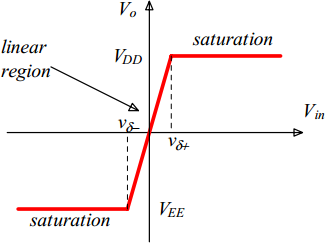 V_o
saturation
linear
region
V_DD
V_in
v_δ−
v_δ+
V_EE
saturation